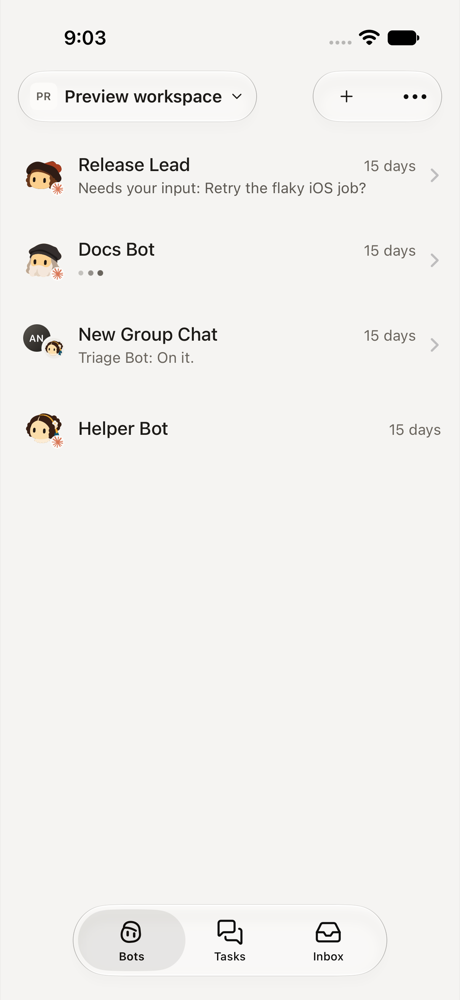 9:03
PR Preview workspace
Release Lead 15 days
Needs your input: Retry the flaky iOS job?
Docs Bot 15 days
AN New Group Chat 15 days
Triage Bot: On it.
Helper Bot 15 days
Bots Tasks Inbox